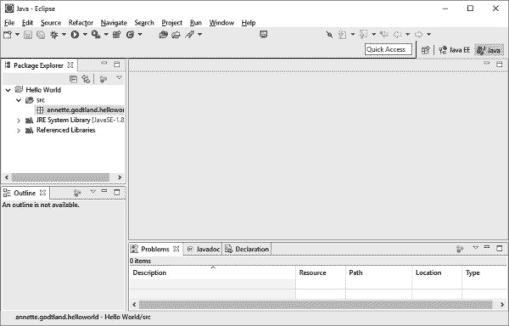 Java - Eclipse
File Edit Source Refactor Navigate Search Project Run Window Help
Quick Access
Java EE
Java
Package Explorer
Hello World
src
annette.godtland.hellowor
JRE System Library [JavaSE-1.8
Referenced Libraries
Outline
An outline is not available.
Problems @ Javadoc Declaration
0 items
Description Resource Path Location Type
annette.godtland.helloworld - Hello World/src